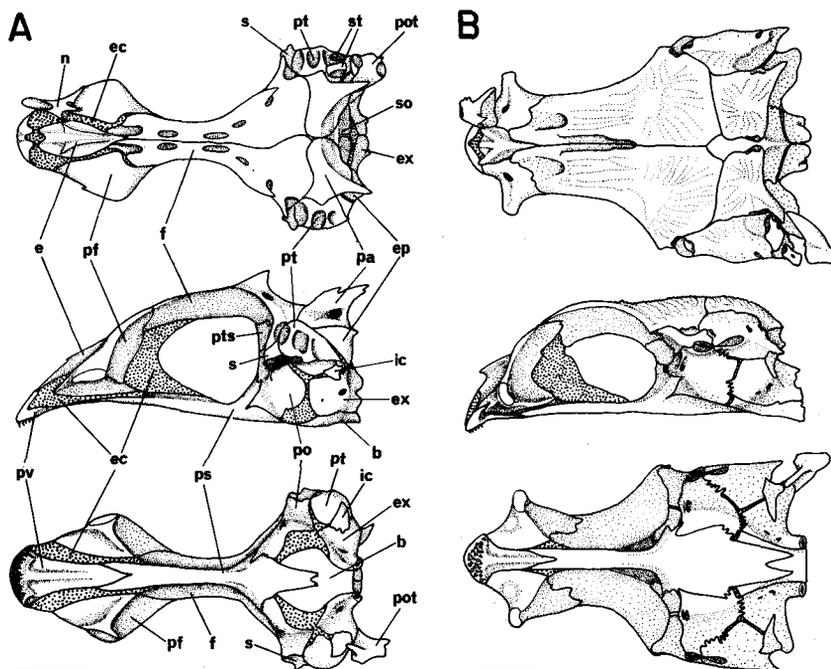 A
B
s pt st pot
ec
n
so
ex
e pf f pt pa ep
pts
s
ic
ex
b
pv ec ps po pt ic
ex
b
pot
pf f s